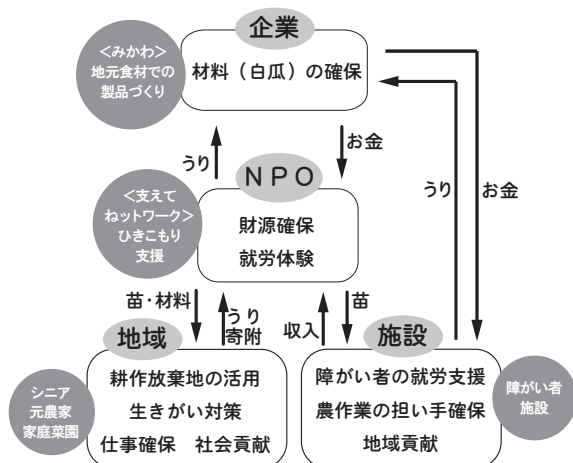 企業
＜みかわ＞
地元食材での
製品づくり
材料（白瓜）の確保
うり
お金
うり
お金
ＮＰＯ
＜支えて
ねットワーク＞
ひきこもり
支援
財源確保
就労体験
苗・材料
うり
寄附
収入
苗
地域
シニア
元農家
家庭菜園
耕作放棄地の活用
生きがい対策
仕事確保　社会貢献
施設
障がい者の就労支援
農作業の担い手確保
地域貢献
障がい者
施設